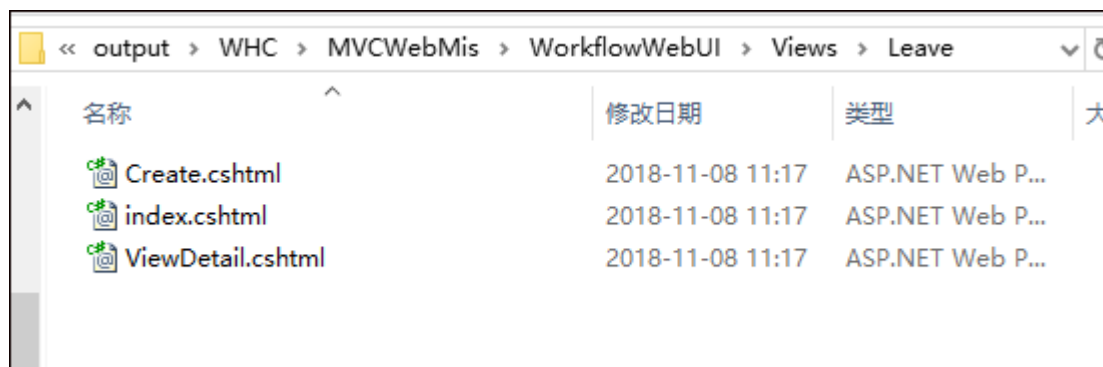 « output › WHC › MVCWebMis › WorkflowWebUI › Views › Leave
名称 修改日期 类型 大
Create.cshtml 2018-11-08 11:17 ASP.NET Web P...
index.cshtml 2018-11-08 11:17 ASP.NET Web P...
ViewDetail.cshtml 2018-11-08 11:17 ASP.NET Web P...